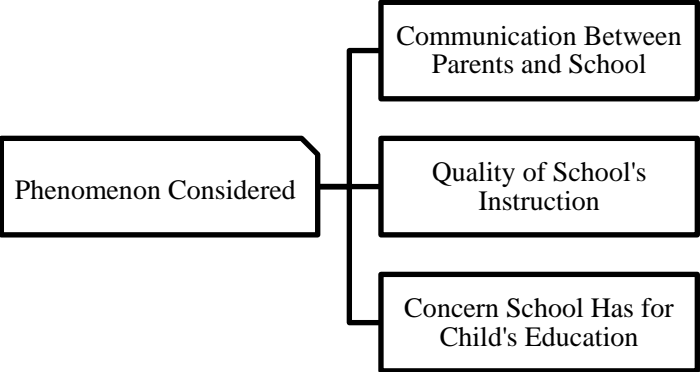 Communication Between
Parents and School
Phenomenon Considered
Quality of School's
Instruction
Concern School Has for
Child's Education